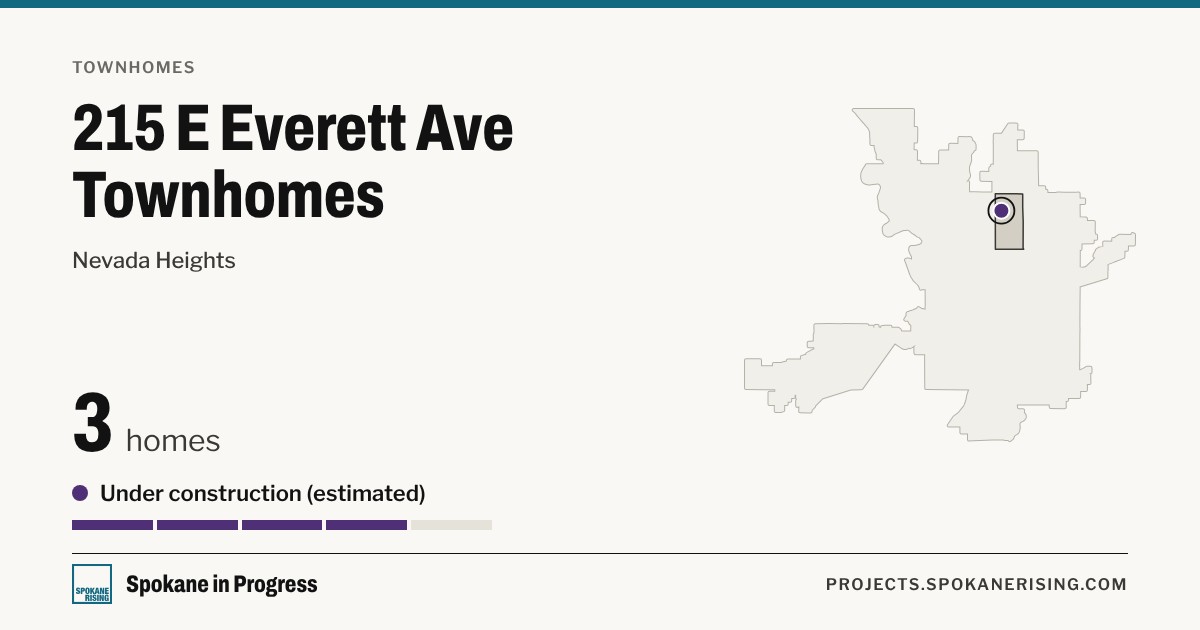 TOWNHOMES
215 E Everett Ave
Townhomes
Nevada Heights
3 homes
Under construction (estimated)
SPOKANE
RISING
Spokane in Progress
PROJECTS.SPOKANERISING.COM